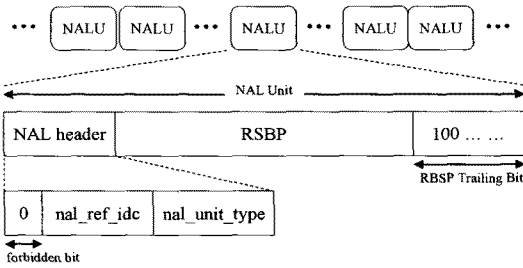 ··· NALU NALU ··· NALU ··· NALU NALU ···
NAL Unit
NAL header RSBP 100 ... ...
RBSP Trailing Bit
0 nal_ref_idc nal_unit_type
forbidden bit